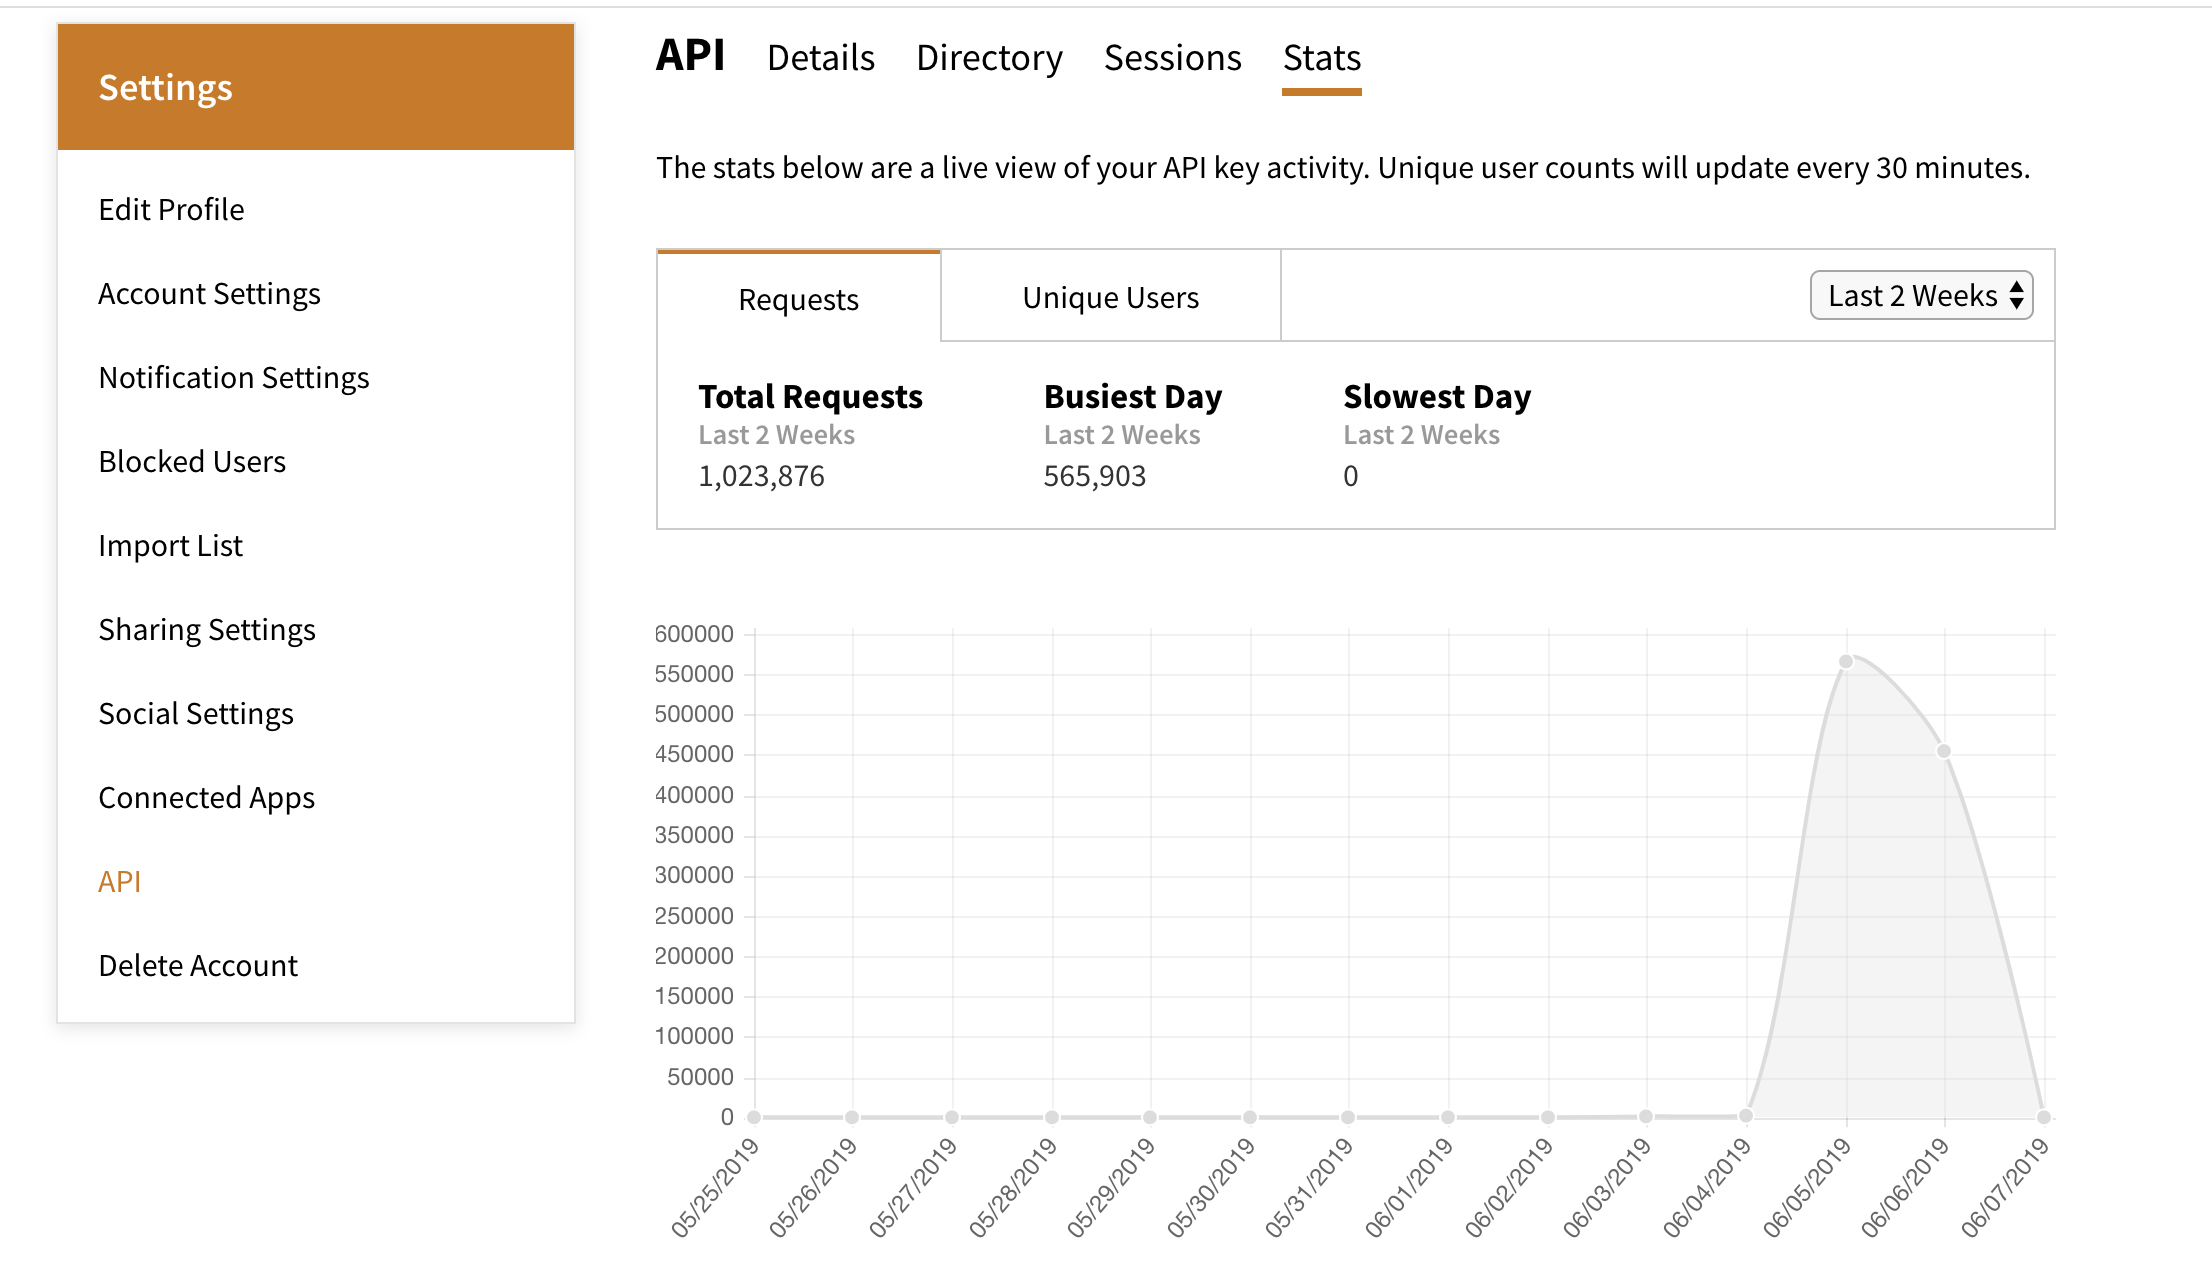 Settings
Edit Profile
Account Settings
Notification Settings
Blocked Users
Import List
Sharing Settings
Social Settings
Connected Apps
API
Delete Account
API Details Directory Sessions Stats
The stats below are a live view of your API key activity. Unique user counts will update every 30 minutes.
Requests Unique Users Last 2 Weeks
Total Requests Busiest Day Slowest Day
Last 2 Weeks Last 2 Weeks Last 2 Weeks
1,023,876 565,903 0
600000
550000
500000
450000
400000
350000
300000
250000
200000
150000
100000
50000
0
05/25/2019 05/26/2019 05/27/2019 05/28/2019 05/29/2019 05/30/2019 05/31/2019 06/01/2019 06/02/2019 06/03/2019 06/04/2019 06/05/2019 06/06/2019 06/07/2019